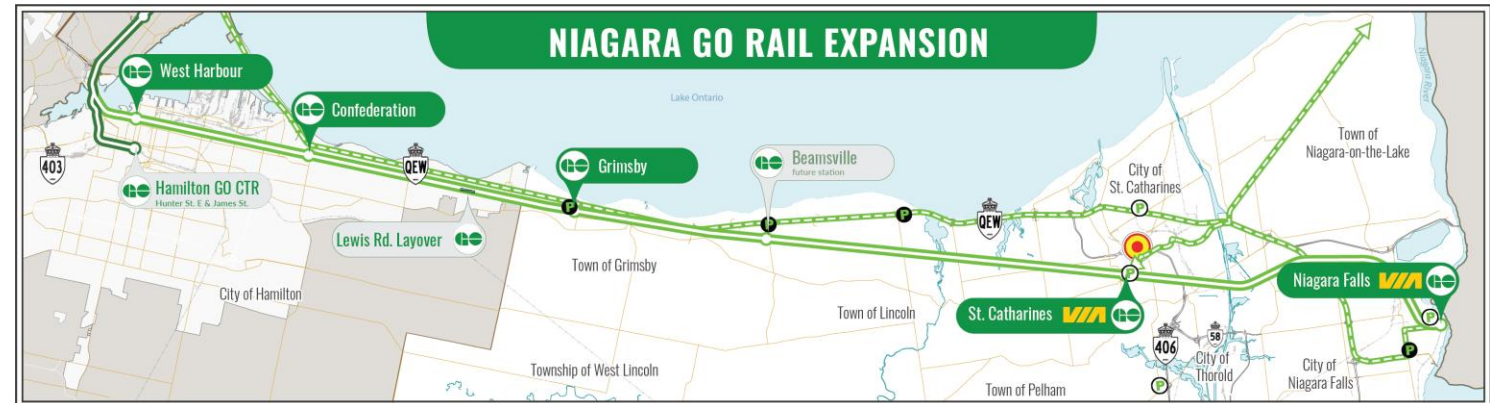 NIAGARA GO RAIL EXPANSION
West Harbour
Confederation
Lake Ontario
Niagara River
403
QEW
Grimsby
Beamsville
future station
Town of
Niagara-on-the-Lake
City of
St. Catharines
Hamilton GO CTR
Hunter St. E & James St.
P
P
P
P
QEW
Lewis Rd. Layover
Town of Grimsby
P
Niagara Falls VIA
City of Hamilton
Town of Lincoln
St. Catharines VIA
P
406
58
P
Township of West Lincoln
City of
Thorold
City of
Niagara Falls
P
Town of Pelham